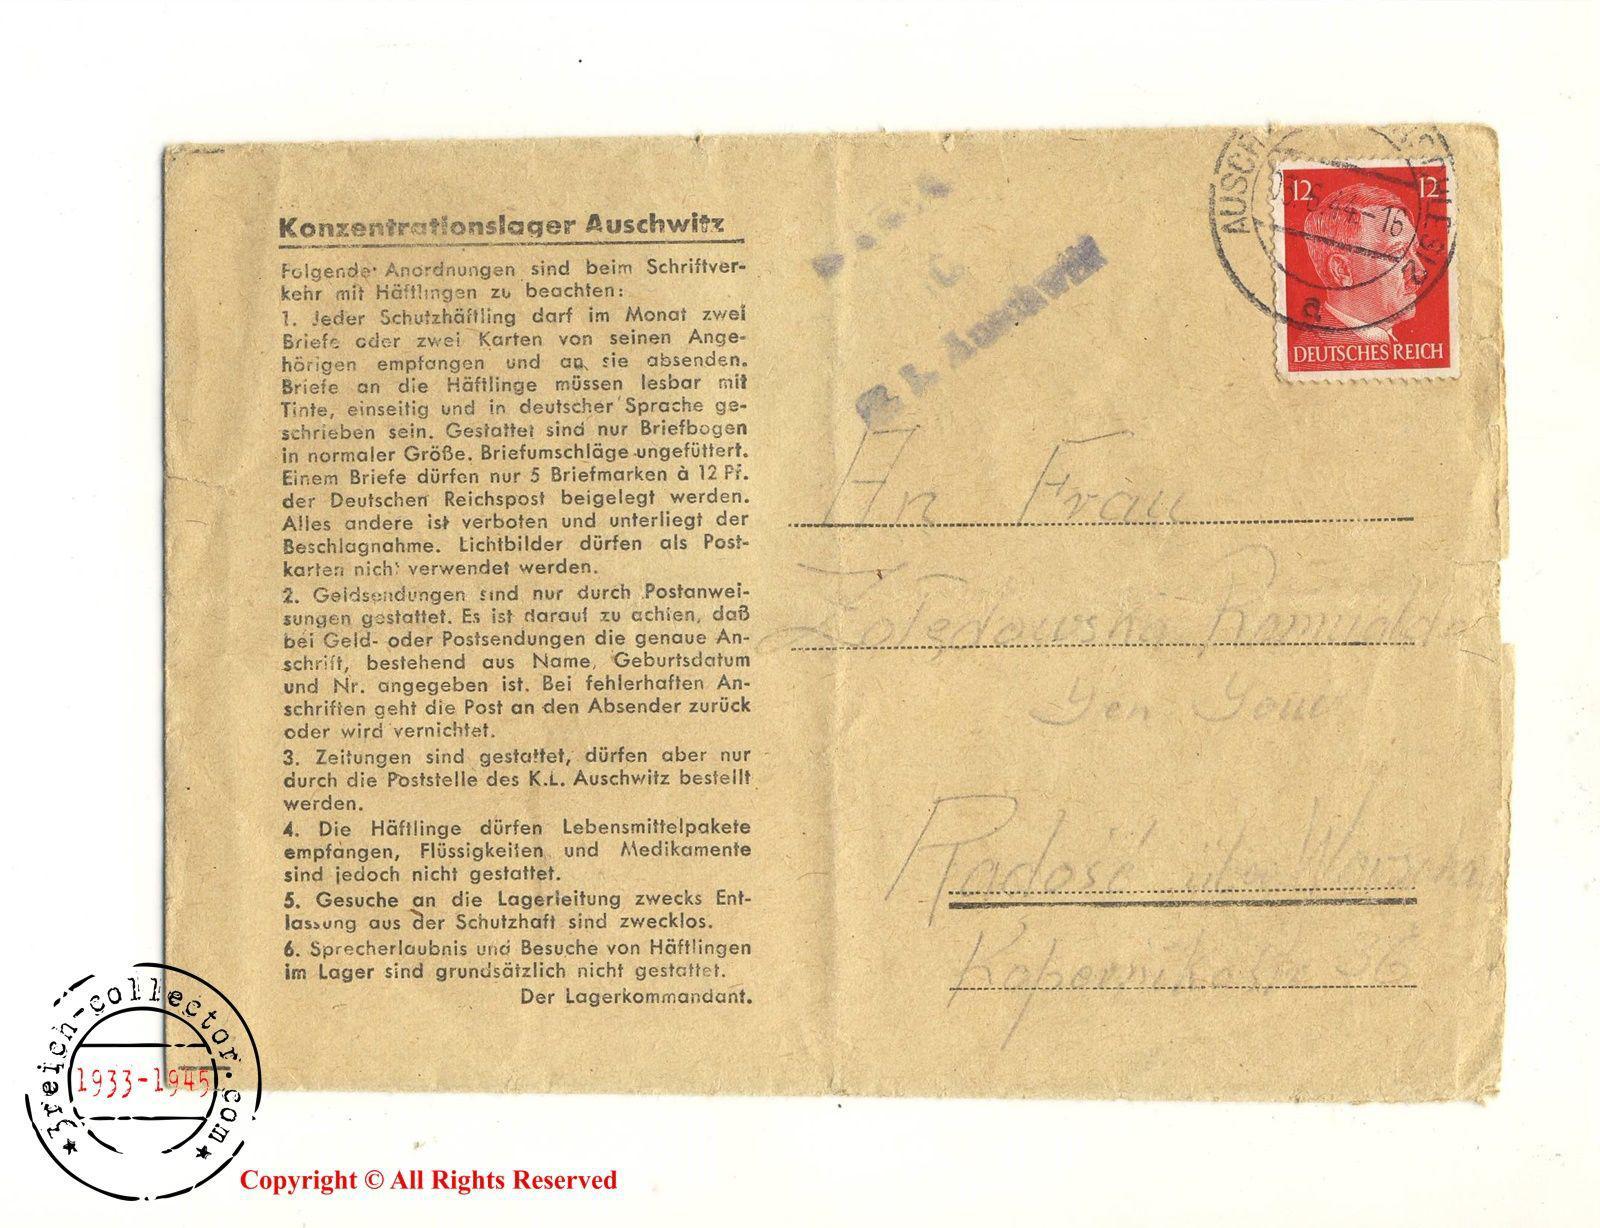 Konzentrationslager Auschwitz
Folgende Anordnungen sind beim Schriftver-
kehr mit Häftlingen zu beachten:
1. Jeder Schutzhäftling darf im Monat zwei
Briefe oder zwei Karten von seinen Ange-
hörigen empfangen und an sie absenden.
Briefe an die Häftlinge müssen lesbar mit
Tinte, einseitig und in deutscher Sprache ge-
schrieben sein. Gestattet sind nur Briefbogen
in normaler Größe. Briefumschläge ungefüttert.
Einem Briefe dürfen nur 5 Briefmarken à 12 Pf.
der Deutschen Reichspost beigelegt werden.
Alles andere ist verboten und unterliegt der
Beschlagnahme. Lichtbilder dürfen als Post-
karten nicht verwendet werden.
2. Geldsendungen sind nur durch Postanwei-
sungen gestattet. Es ist darauf zu achten, daß
bei Geld- oder Postsendungen die genaue An-
schrift, bestehend aus Name, Geburtsdatum
und Nr. angegeben ist. Bei fehlerhaften An-
schriften geht die Post an den Absender zurück
oder wird vernichtet.
3. Zeitungen sind gestattet, dürfen aber nur
durch die Poststelle des K.L. Auschwitz bestellt
werden.
4. Die Häftlinge dürfen Lebensmittelpakete
empfangen, Flüssigkeiten und Medikamente
sind jedoch nicht gestattet.
5. Gesuche an die Lagerleitung zwecks Ent-
lassung aus der Schutzhaft sind zwecklos.
6. Sprecherlaubnis und Besuche von Häftlingen
im Lager sind grundsätzlich nicht gestattet.
Der Lagerkommandant.
K. L. Auschwitz
6.44-16
a
12 12
DEUTSCHES REICH
An Frau
Radość über
Kopernika str 36
3reich-collector.com
1933-1945
Copyright © All Rights Reserved